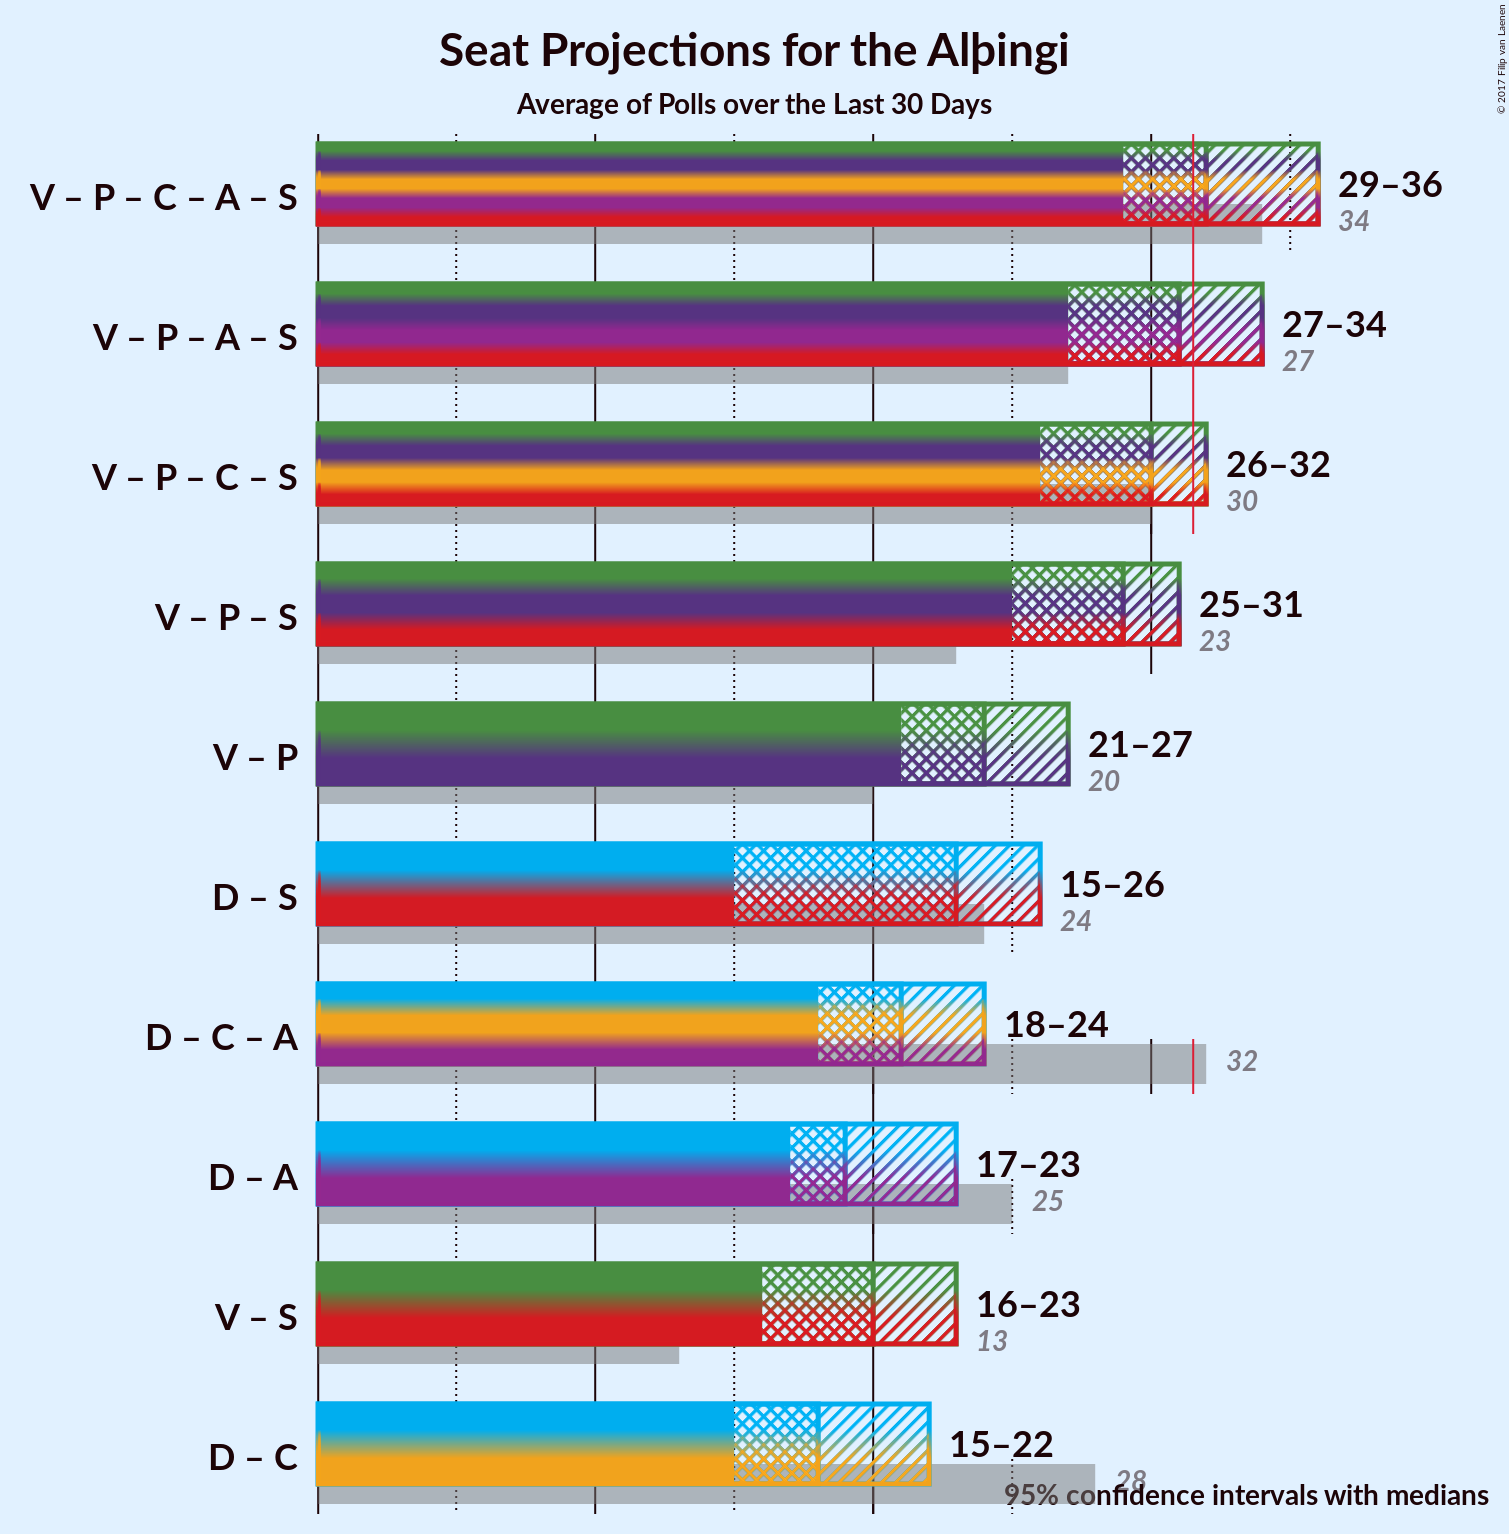 Seat Projections for the Alþingi
Average of Polls over the Last 30 Days
© 2017 Filip van Laenen
V – P – C – A – S
29–36
34
V – P – A – S
27–34
27
V – P – C – S
26–32
30
V – P – S
25–31
23
V – P
21–27
20
D – S
15–26
24
D – C – A
18–24
32
D – A
17–23
25
V – S
16–23
13
D – C
15–22
28
95% confidence intervals with medians